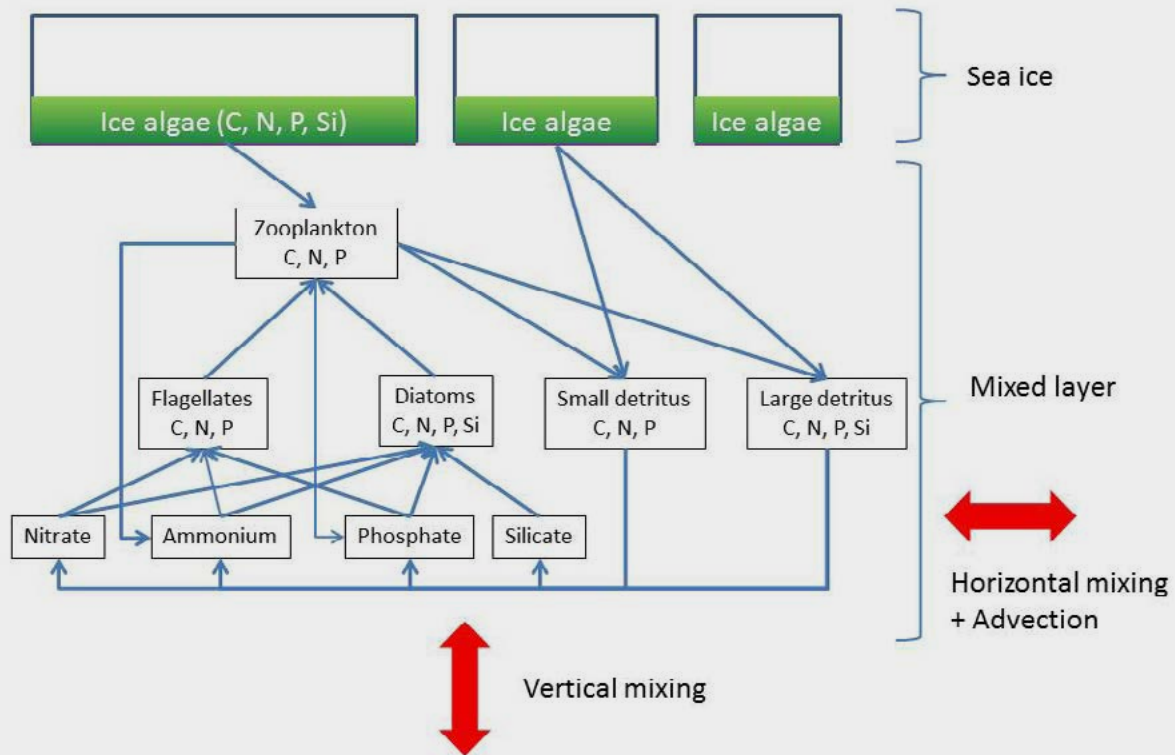 Sea ice
Ice algae (C, N, P, Si)
Ice algae
Ice algae
Zooplankton
C, N, P
Flagellates
C, N, P
Diatoms
C, N, P, Si
Small detritus
C, N, P
Large detritus
C, N, P, Si
Mixed layer
Nitrate
Ammonium
Phosphate
Silicate
Horizontal mixing
+ Advection
Vertical mixing